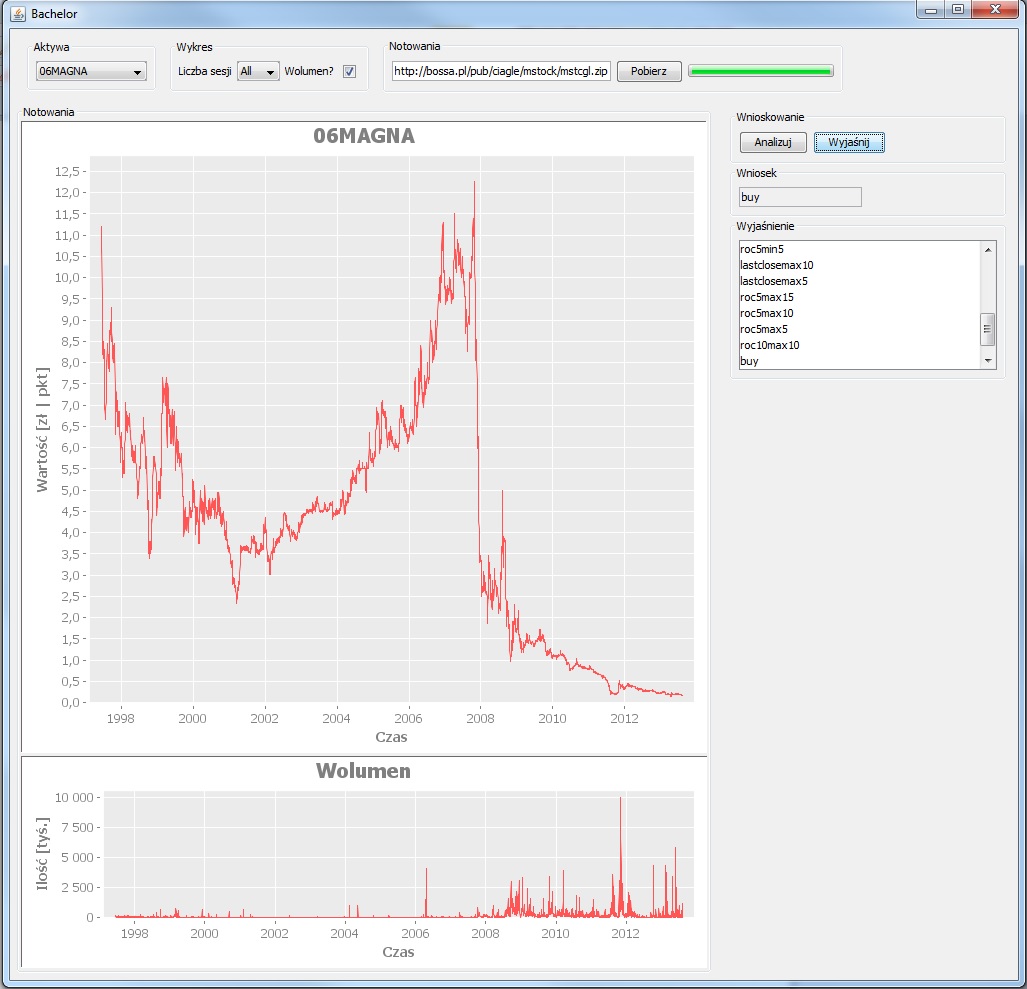 Bachelor
Aktywa
06MAGNA
Wykres
Liczba sesji All Wolumen?
Notowania
http://bossa.pl/pub/ciagle/mstock/mstcgl.zip Pobierz
Notowania
06MAGNA
12,5
12,0
11,5
11,0
10,5
10,0
9,5
9,0
8,5
8,0
7,5
7,0
6,5
6,0
5,5
5,0
4,5
4,0
3,5
3,0
2,5
2,0
1,5
1,0
0,5
0,0
Wartość [zł | pkt]
1998 2000 2002 2004 2006 2008 2010 2012
Czas
Wolumen
10 000
7 500
5 000
2 500
0
Ilość [tyś.]
1998 2000 2002 2004 2006 2008 2010 2012
Czas
Wnioskowanie
Analizuj Wyjaśnij
Wniosek
buy
Wyjaśnienie
roc5min5
lastclosemax10
lastclosemax5
roc5max15
roc5max10
roc5max5
roc10max10
buy